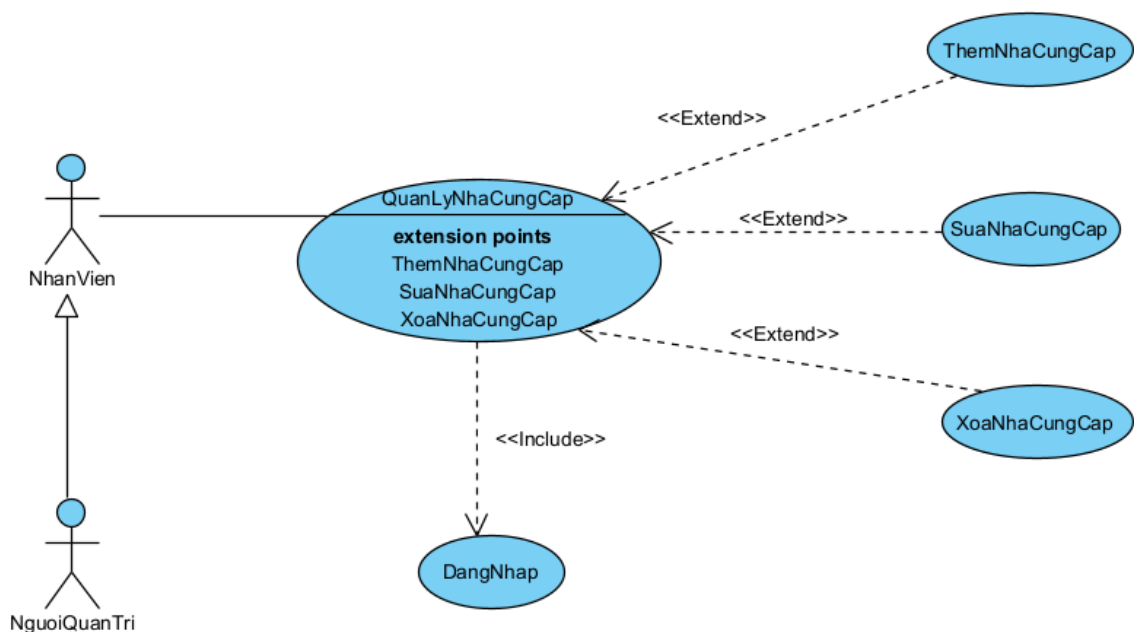 ThemNhaCungCap
<<Extend>>
QuanLyNhaCungCap
extension points
ThemNhaCungCap
SuaNhaCungCap
XoaNhaCungCap
<<Extend>>
SuaNhaCungCap
NhanVien
<<Extend>>
XoaNhaCungCap
<<Include>>
DangNhap
NguoiQuanTri